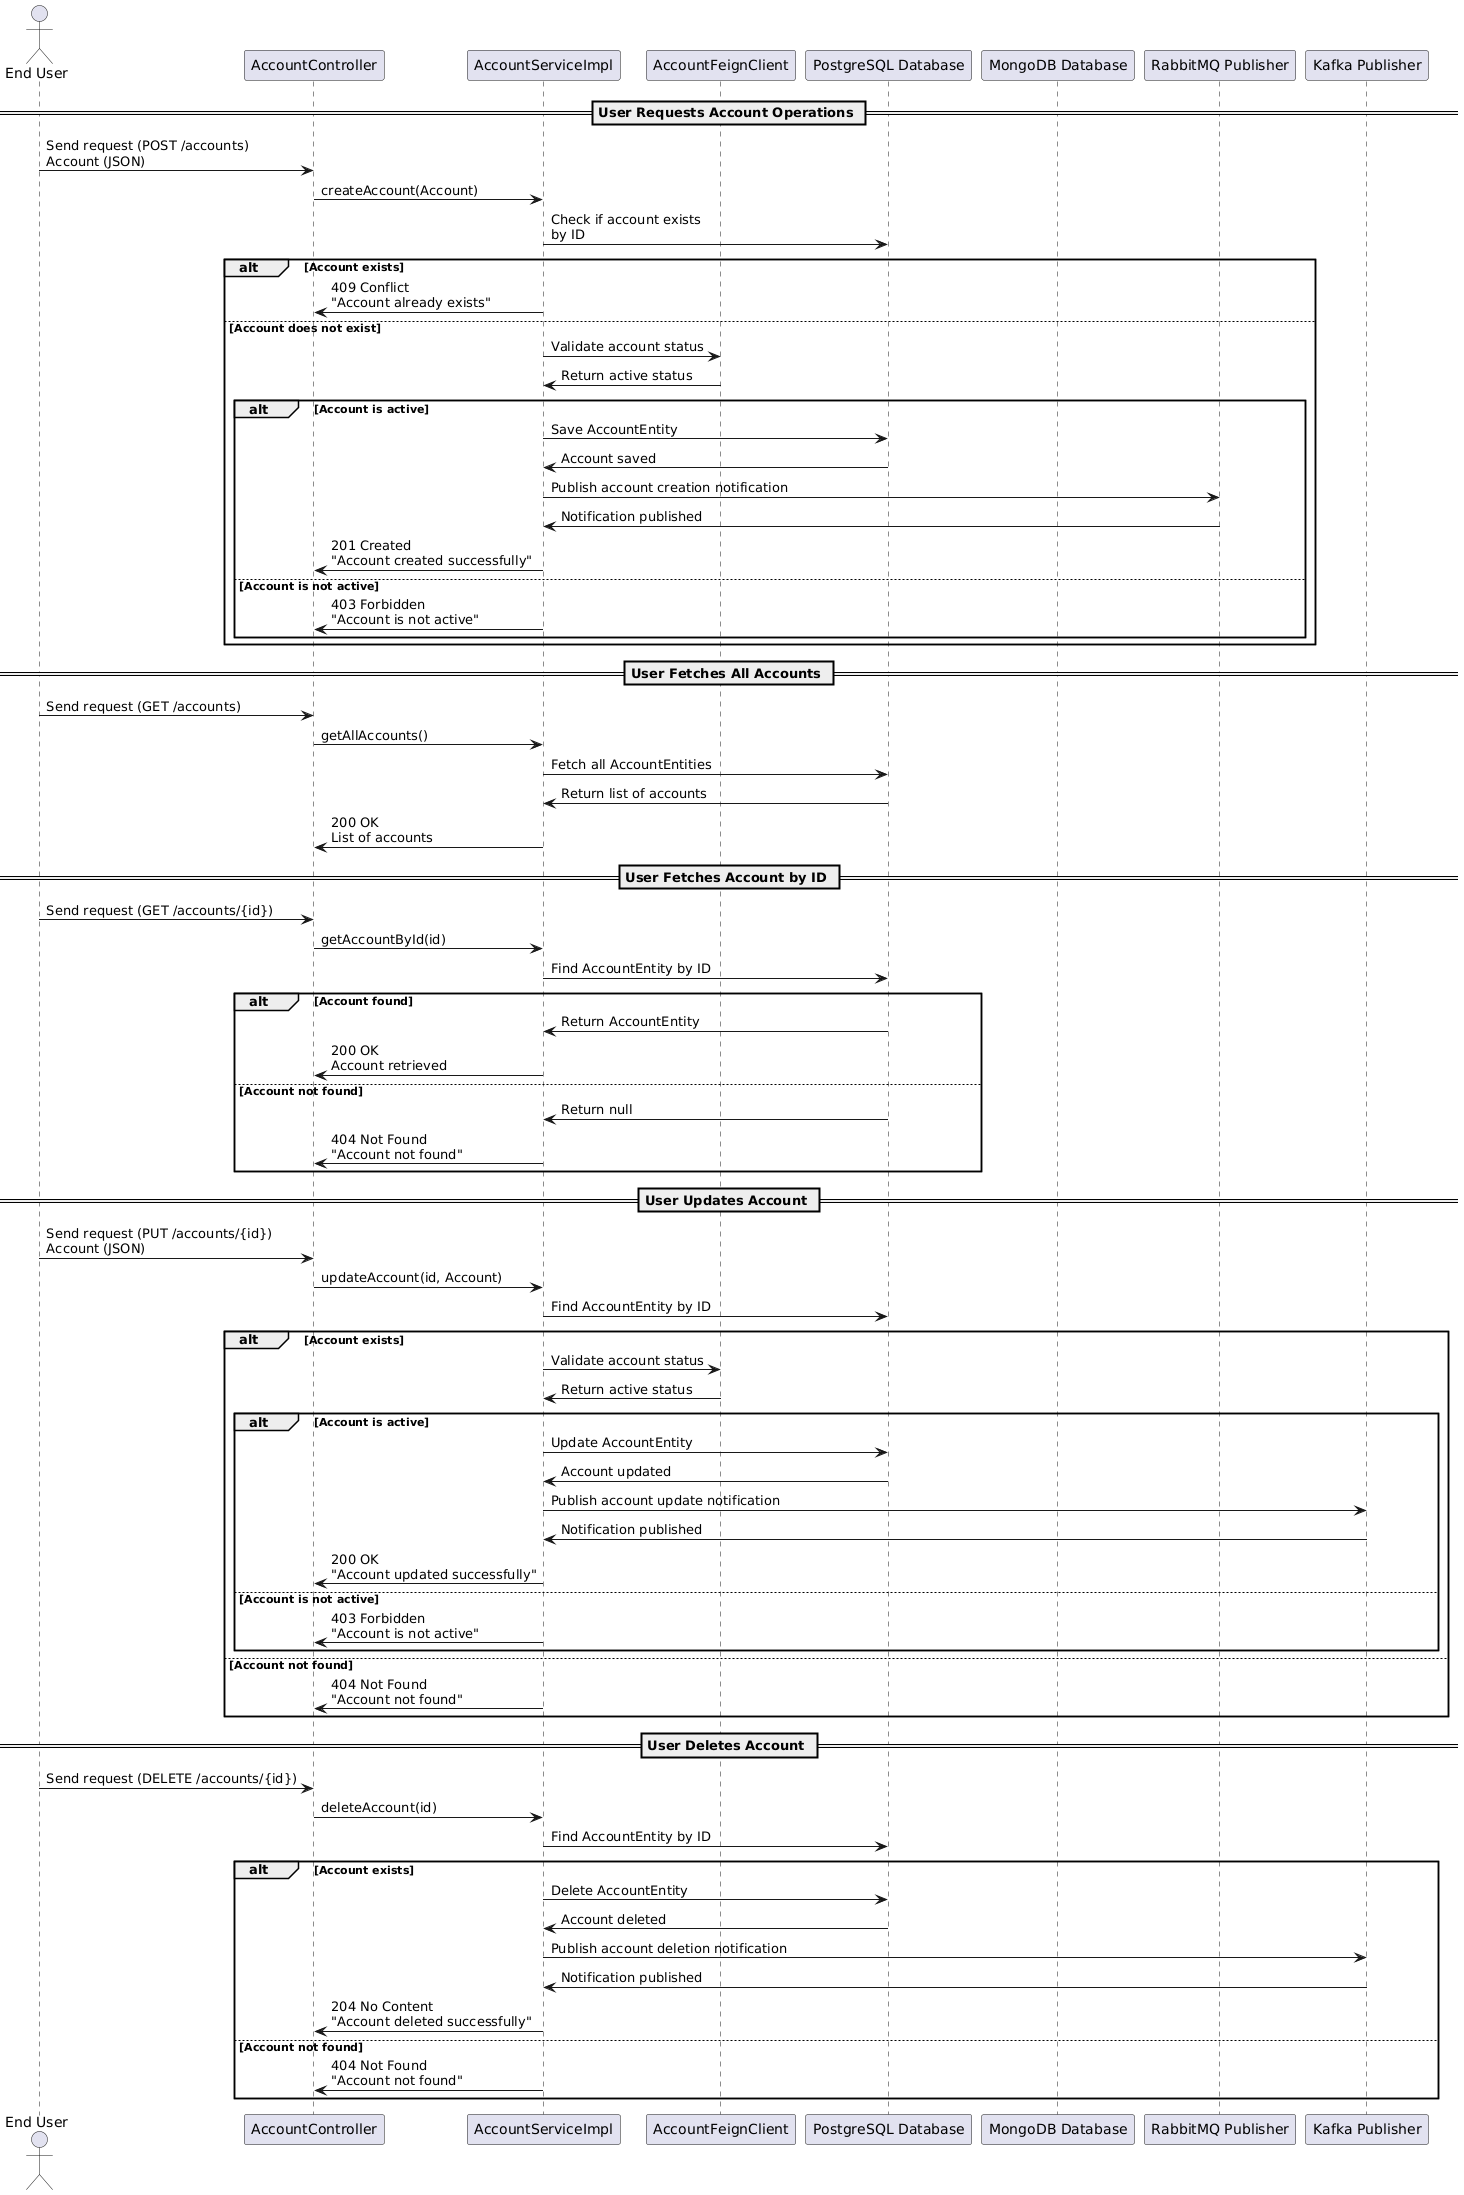 End User
AccountController
AccountServiceImpl
AccountFeignClient
PostgreSQL Database
MongoDB Database
RabbitMQ Publisher
Kafka Publisher
User Requests Account Operations
Send request (POST /accounts)
Account (JSON)
createAccount(Account)
Check if account exists
by ID
alt
[Account exists]
409 Conflict
"Account already exists"
[Account does not exist]
Validate account status
Return active status
alt
[Account is active]
Save AccountEntity
Account saved
Publish account creation notification
Notification published
201 Created
"Account created successfully"
[Account is not active]
403 Forbidden
"Account is not active"
User Fetches All Accounts
Send request (GET /accounts)
getAllAccounts()
Fetch all AccountEntities
Return list of accounts
200 OK
List of accounts
User Fetches Account by ID
Send request (GET /accounts/{id})
getAccountById(id)
Find AccountEntity by ID
alt
[Account found]
Return AccountEntity
200 OK
Account retrieved
[Account not found]
Return null
404 Not Found
"Account not found"
User Updates Account
Send request (PUT /accounts/{id})
Account (JSON)
updateAccount(id, Account)
Find AccountEntity by ID
alt
[Account exists]
Validate account status
Return active status
alt
[Account is active]
Update AccountEntity
Account updated
Publish account update notification
Notification published
200 OK
"Account updated successfully"
[Account is not active]
403 Forbidden
"Account is not active"
[Account not found]
404 Not Found
"Account not found"
User Deletes Account
Send request (DELETE /accounts/{id})
deleteAccount(id)
Find AccountEntity by ID
alt
[Account exists]
Delete AccountEntity
Account deleted
Publish account deletion notification
Notification published
204 No Content
"Account deleted successfully"
[Account not found]
404 Not Found
"Account not found"
End User
AccountController
AccountServiceImpl
AccountFeignClient
PostgreSQL Database
MongoDB Database
RabbitMQ Publisher
Kafka Publisher